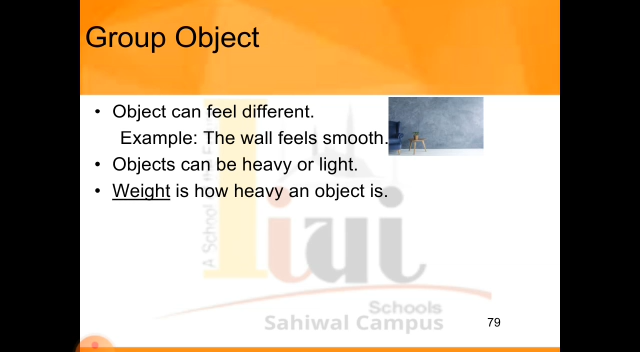 Group Object
• Object can feel different.
Example: The wall feels smooth.
• Objects can be heavy or light.
• Weight is how heavy an object is.
A School
iiui
Schools
Sahiwal Campus
79